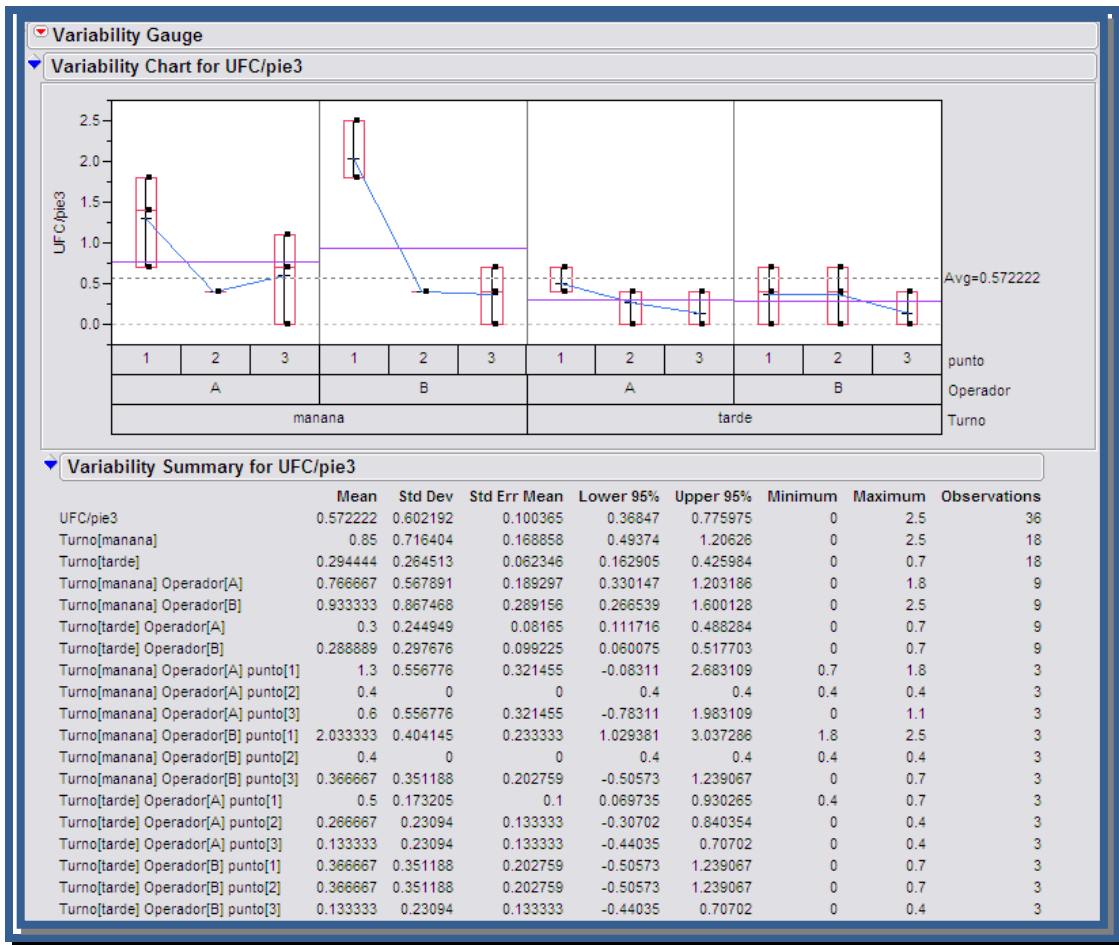 Variability Gauge
Variability Chart for UFC/pie3
UFC/pie3
2.5
2.0
1.5
1.0
0.5
0.0
Avg=0.572222
1 2 3 1 2 3 1 2 3 1 2 3 punto
A B A B Operador
manana tarde Turno
Variability Summary for UFC/pie3
Mean Std Dev Std Err Mean Lower 95% Upper 95% Minimum Maximum Observations
UFC/pie3 0.572222 0.602192 0.100365 0.36847 0.775975 0 2.5 36
Turno[manana] 0.85 0.716404 0.168858 0.49374 1.20626 0 2.5 18
Turno[tarde] 0.294444 0.264513 0.062346 0.162905 0.425984 0 0.7 18
Turno[manana] Operador[A] 0.766667 0.567891 0.189297 0.330147 1.203186 0 1.8 9
Turno[manana] Operador[B] 0.933333 0.867468 0.289156 0.266539 1.600128 0 2.5 9
Turno[tarde] Operador[A] 0.3 0.244949 0.08165 0.111716 0.488284 0 0.7 9
Turno[tarde] Operador[B] 0.288889 0.297676 0.099225 0.060075 0.517703 0 0.7 9
Turno[manana] Operador[A] punto[1] 1.3 0.556776 0.321455 -0.08311 2.683109 0.7 1.8 3
Turno[manana] Operador[A] punto[2] 0.4 0 0 0.4 0.4 0.4 0.4 3
Turno[manana] Operador[A] punto[3] 0.6 0.556776 0.321455 -0.78311 1.983109 0 1.1 3
Turno[manana] Operador[B] punto[1] 2.033333 0.404145 0.233333 1.029381 3.037286 1.8 2.5 3
Turno[manana] Operador[B] punto[2] 0.4 0 0 0.4 0.4 0.4 0.4 3
Turno[manana] Operador[B] punto[3] 0.366667 0.351188 0.202759 -0.50573 1.239067 0 0.7 3
Turno[tarde] Operador[A] punto[1] 0.5 0.173205 0.1 0.069735 0.930265 0.4 0.7 3
Turno[tarde] Operador[A] punto[2] 0.266667 0.23094 0.133333 -0.30702 0.840354 0 0.4 3
Turno[tarde] Operador[A] punto[3] 0.133333 0.23094 0.133333 -0.44035 0.70702 0 0.4 3
Turno[tarde] Operador[B] punto[1] 0.366667 0.351188 0.202759 -0.50573 1.239067 0 0.7 3
Turno[tarde] Operador[B] punto[2] 0.366667 0.351188 0.202759 -0.50573 1.239067 0 0.7 3
Turno[tarde] Operador[B] punto[3] 0.133333 0.23094 0.133333 -0.44035 0.70702 0 0.4 3